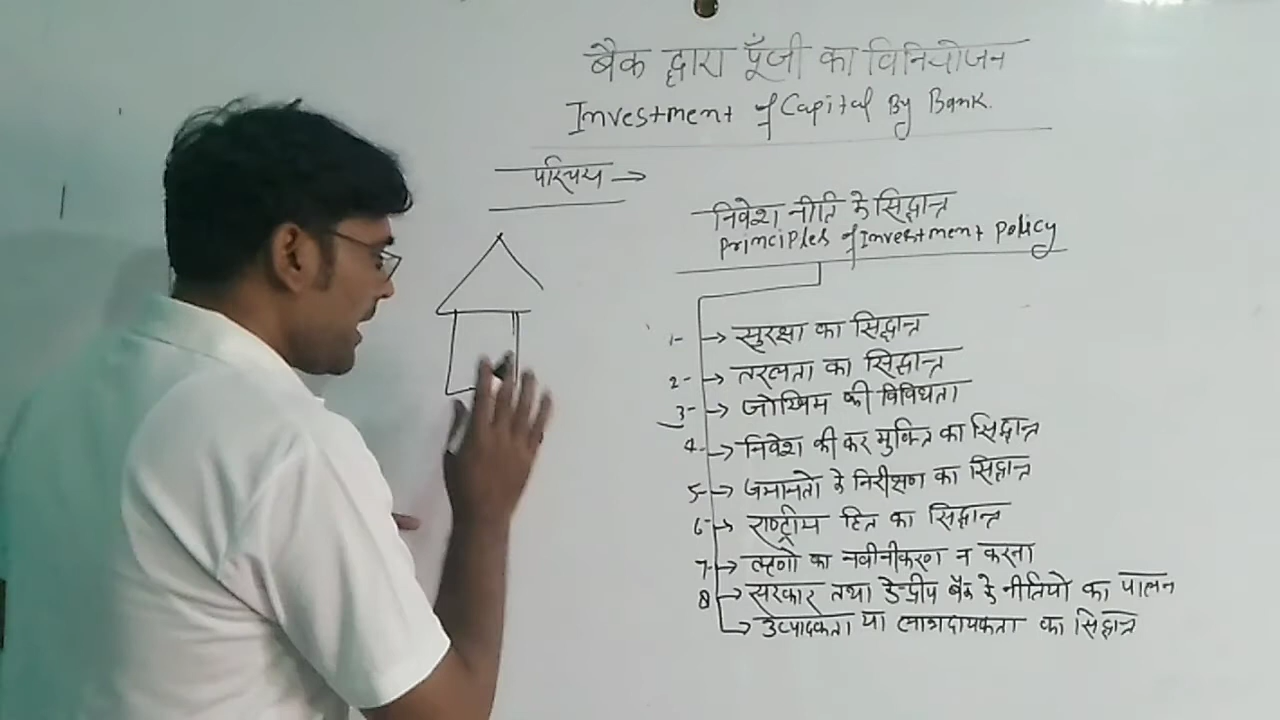 बैक द्वारा पूँजी का विनियोजन
Investment of Capital By Bank.
परिचय →
निवेश नीति के सिद्धान्त
Principles of Investment Policy
1- → सुरक्षा का सिद्धान्त
2- → तरलता का सिद्धान्त
3- → जोखिम की विविधता
4- → निवेश की कर मुक्ति का सिद्धान्त
5- → जमानतो के निरीक्षण का सिद्धान्त
6- → राष्ट्रीय हित का सिद्धान्त
7- → ऋणो का नवीनीकरण न करना
8 → सरकार तथा केन्द्रीय बैंक के नीतियो का पालन
→ उत्पादकता या लाभदायकता का सिद्धान्त